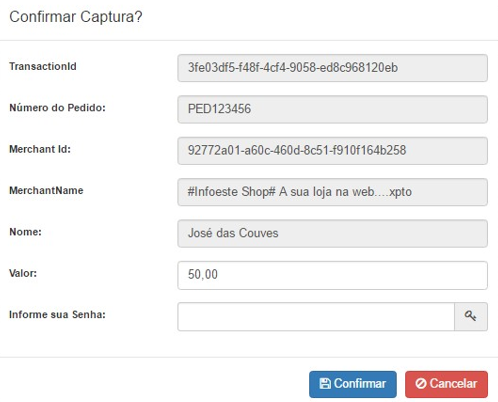 Confirmar Captura?
TransactionId
3fe03df5-f48f-4cf4-9058-ed8c968120eb
Número do Pedido:
PED123456
Merchant Id:
92772a01-a60c-460d-8c51-f910f164b258
MerchantName
#Infoeste Shop# A sua loja na web....xpto
Nome:
José das Couves
Valor:
50,00
Informe sua Senha:
Confirmar
Cancelar